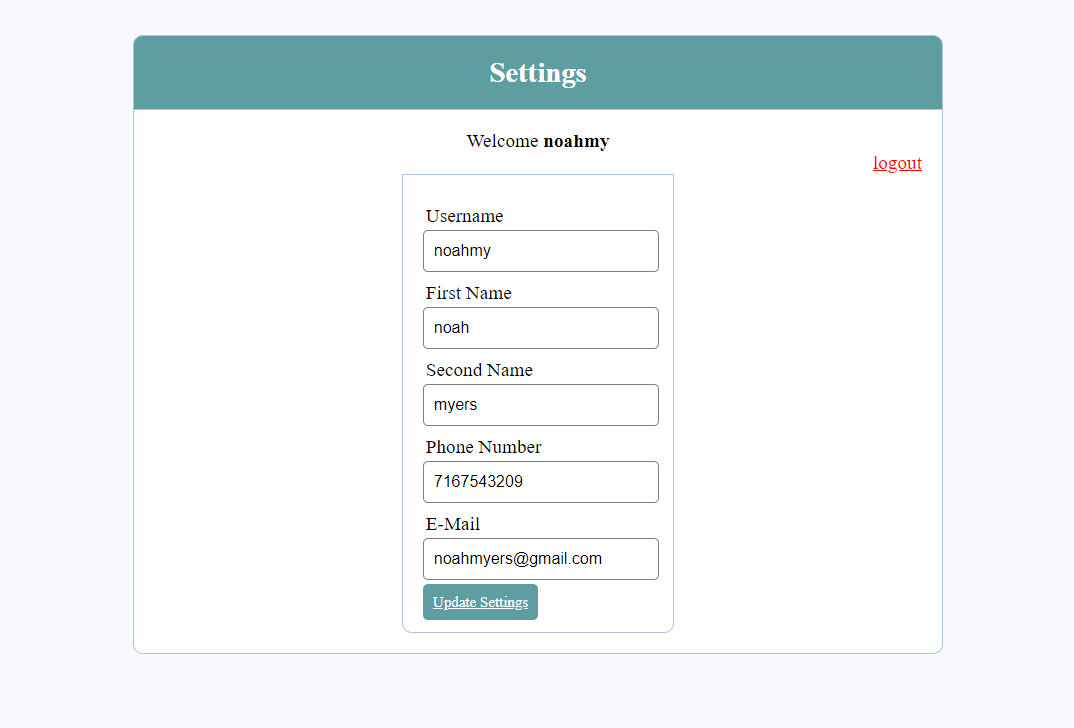 Settings
Welcome noahmy
logout
Username
noahmy
First Name
noah
Second Name
myers
Phone Number
7167543209
E-Mail
noahmyers@gmail.com
Update Settings